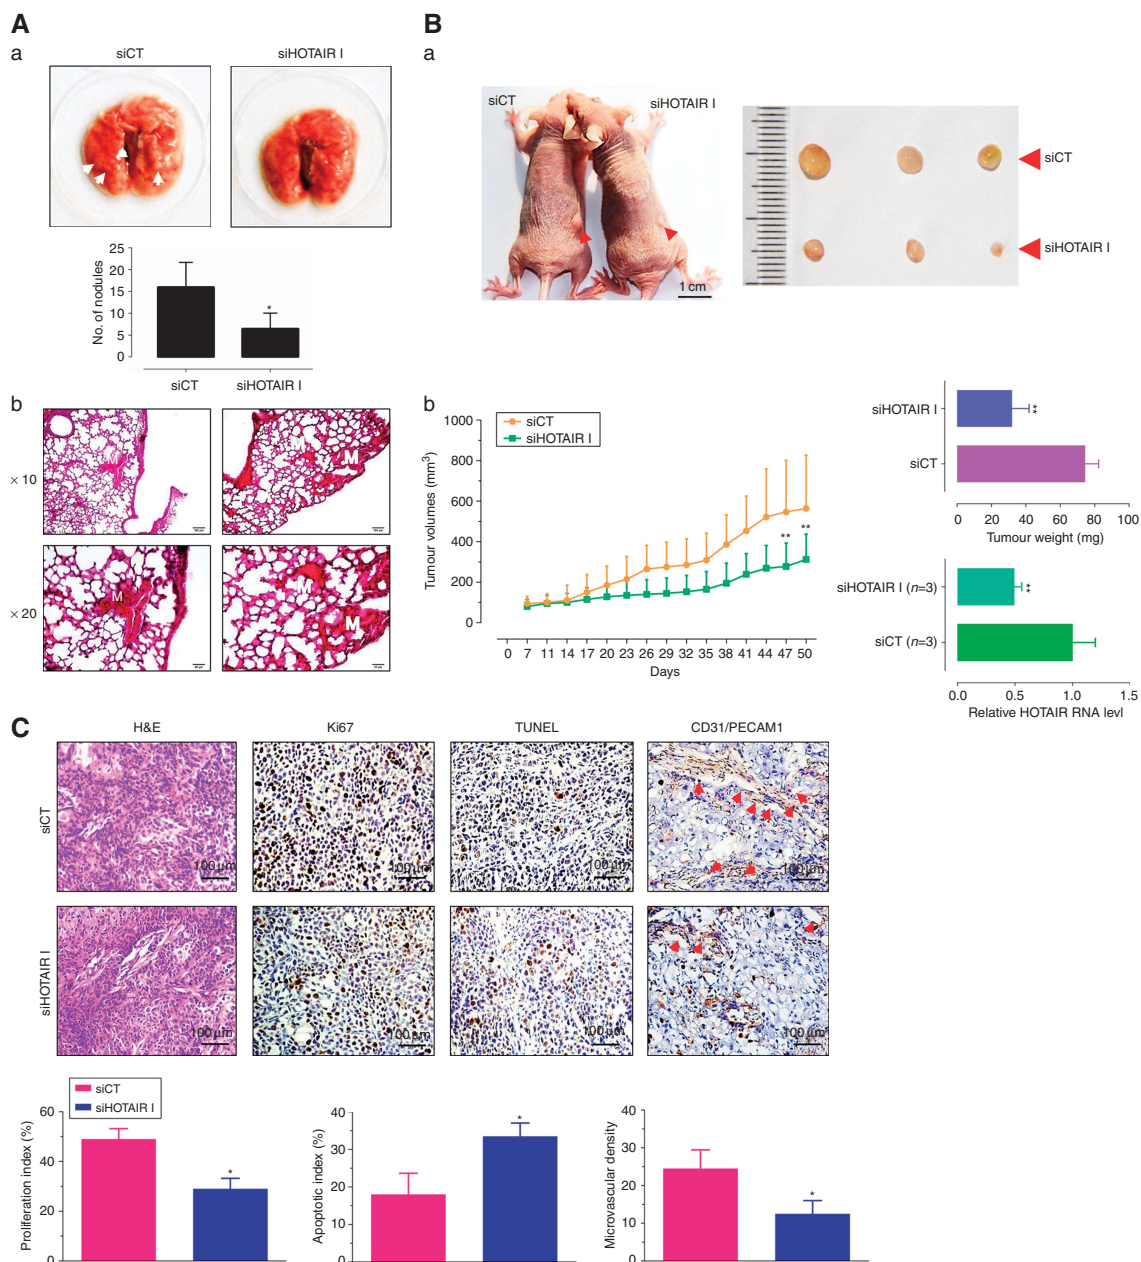 A
a
siCT
siHOTAIR I
No. of nodules
25
20
15
10
5
0
*
siCT
siHOTAIR I
b
× 10
M
× 20
M
M
B
a
siCT
siHOTAIR I
1 cm
siCT
siHOTAIR I
b
siCT
siHOTAIR I
Tumour volumes (mm³)
1000
800
600
400
200
0
**
**
0 7 11 14 17 20 23 26 29 32 35 38 41 44 47 50
Days
siHOTAIR I
**
siCT
0 20 40 60 80 100
Tumour weight (mg)
siHOTAIR I (n=3)
**
siCT (n=3)
0.0 0.5 1.0 1.5
Relative HOTAIR RNA levl
C
H&E
Ki67
TUNEL
CD31/PECAM1
siCT
100 µm
100 µm
100 µm
100 µm
siHOTAIR I
100 µm
100 µm
100 µm
100 µm
siCT
siHOTAIR I
Proliferation index (%)
60
40
20
0
*
Apoptotic index (%)
40
30
20
10
0
*
Microvascular density
40
30
20
10
0
*